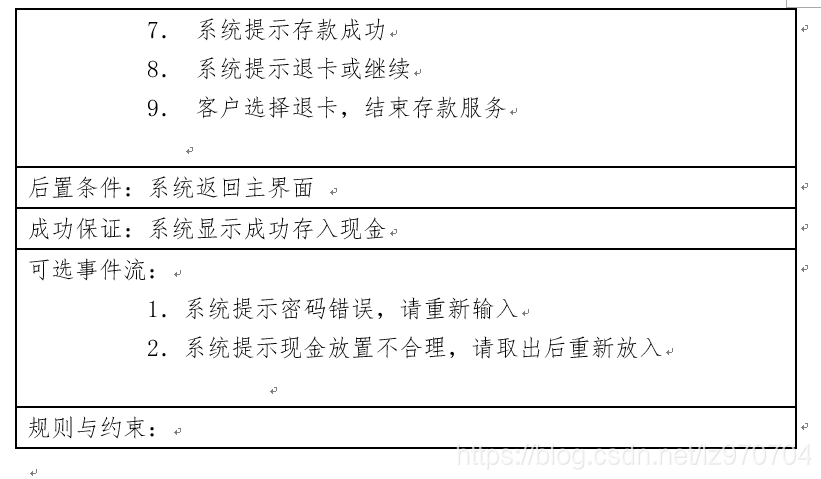 7. 系统提示存款成功
8. 系统提示退卡或继续
9. 客户选择退卡，结束存款服务
后置条件：系统返回主界面
成功保证：系统显示成功存入现金
可选事件流：
1. 系统提示密码错误，请重新输入
2. 系统提示现金放置不合理，请取出后重新放入
规则与约束：
https://blog.csdn.net/lz970704